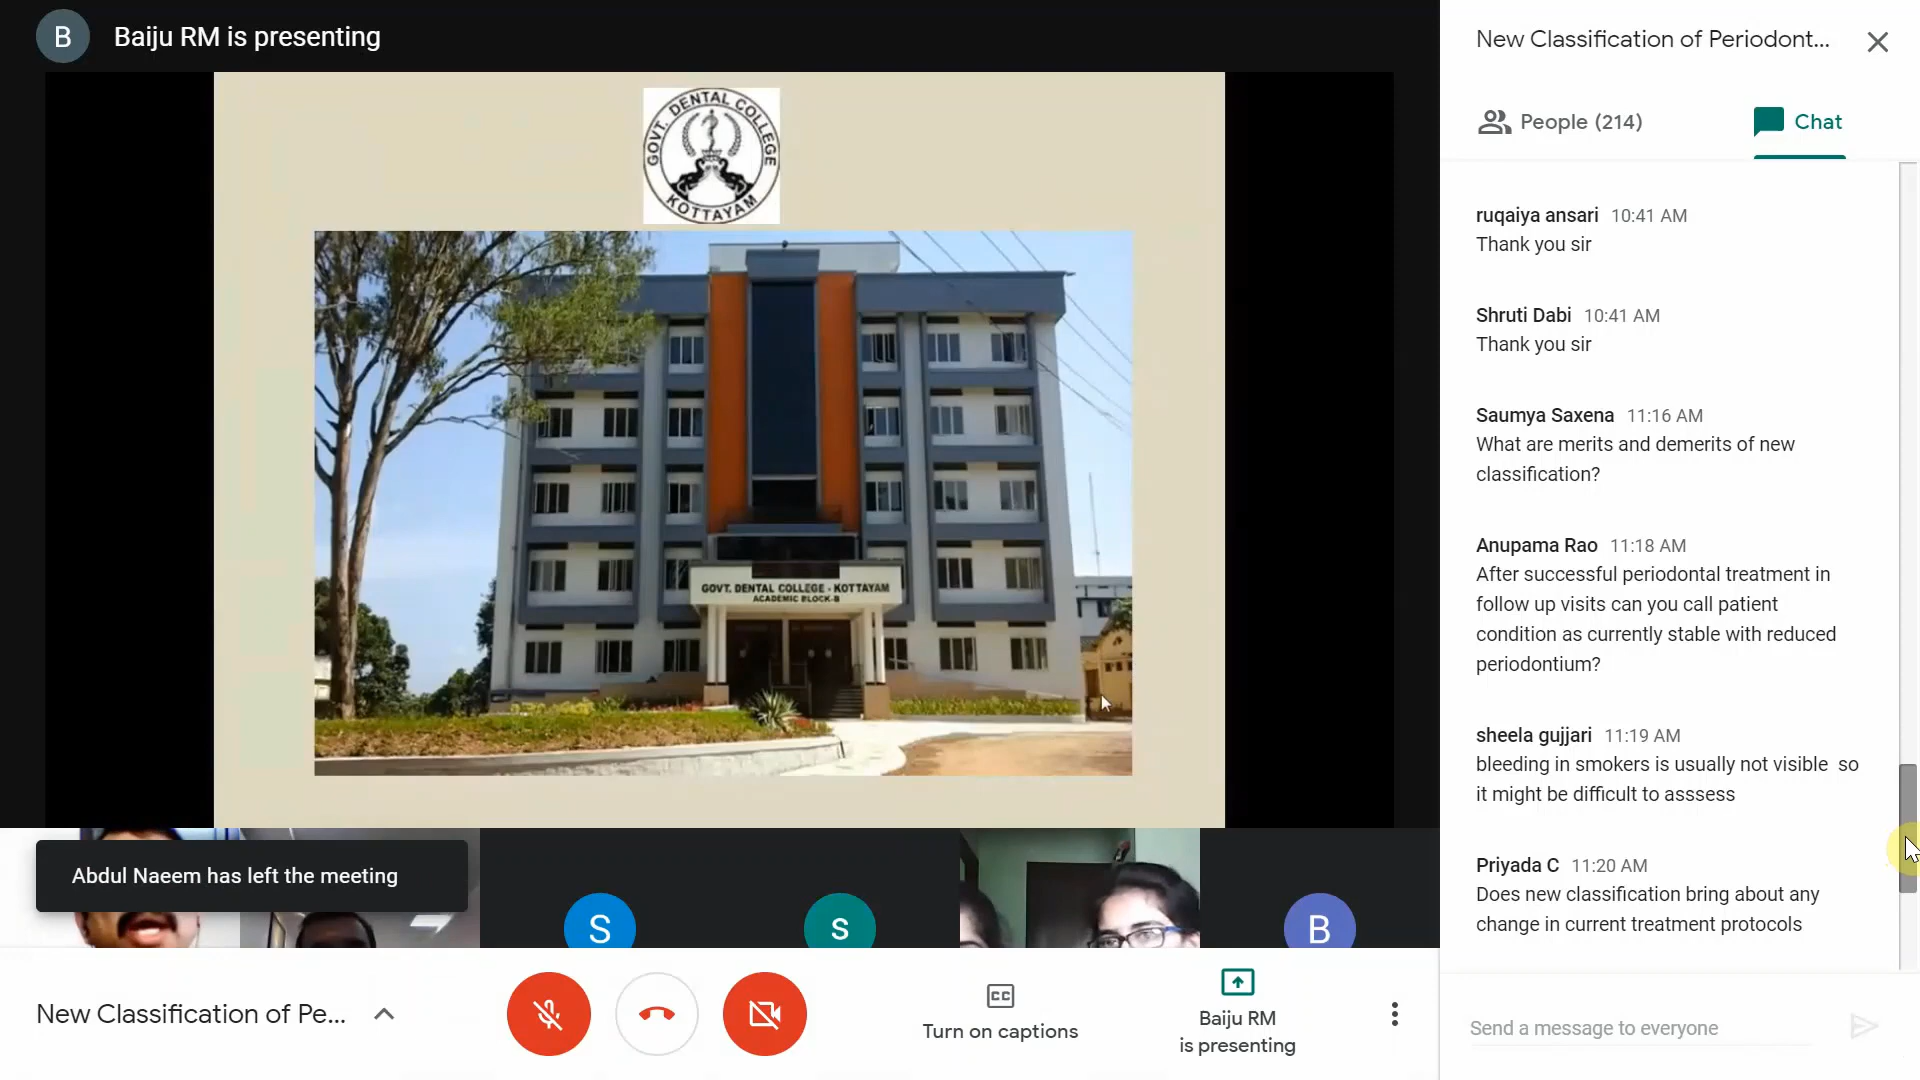 B
Baiju RM is presenting
GOVT. DENTAL COLLEGE
KOTTAYAM
GOVT. DENTAL COLLEGE - KOTTAYAM
ACADEMIC BLOCK-B
Abdul Naeem has left the meeting
S
s
B
New Classification of Pe...
CC
Turn on captions
Baiju RM
is presenting
New Classification of Periodont...
People (214)
Chat
ruqaiya ansari 10:41 AM
Thank you sir
Shruti Dabi 10:41 AM
Thank you sir
Saumya Saxena 11:16 AM
What are merits and demerits of new
classification?
Anupama Rao 11:18 AM
After successful periodontal treatment in
follow up visits can you call patient
condition as currently stable with reduced
periodontium?
sheela gujjari 11:19 AM
bleeding in smokers is usually not visible so
it might be difficult to asssess
Priyada C 11:20 AM
Does new classification bring about any
change in current treatment protocols
Send a message to everyone